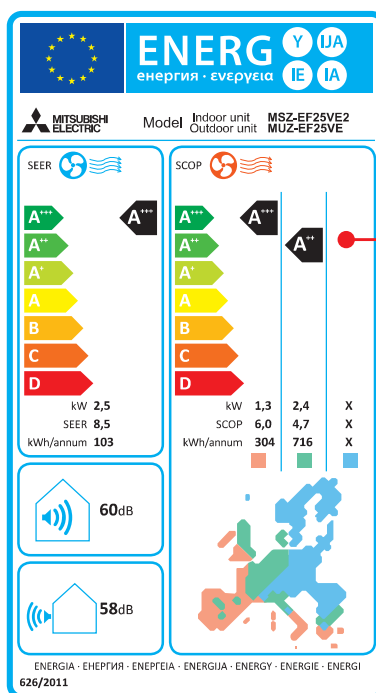 ENERG Y IJA
енергия · ενεργεια IE IA
MITSUBISHI ELECTRIC Model Indoor unit MSZ-EF25VE2
Outdoor unit MUZ-EF25VE
SEER
A+++ A+++
A++
A+
A
B
C
D
kW 2,5
SEER 8,5
kWh/annum 103
SCOP
A+++ A+++
A++ A++
A+
A
B
C
D
kW 1,3 2,4 X
SCOP 6,0 4,7 X
kWh/annum 304 716 X
60dB
58dB
ENERGIA · ЕНЕРГИЯ · ΕΝΕΡΓΕΙΑ · ENERGIJA · ENERGY · ENERGIE · ENERGI
626/2011